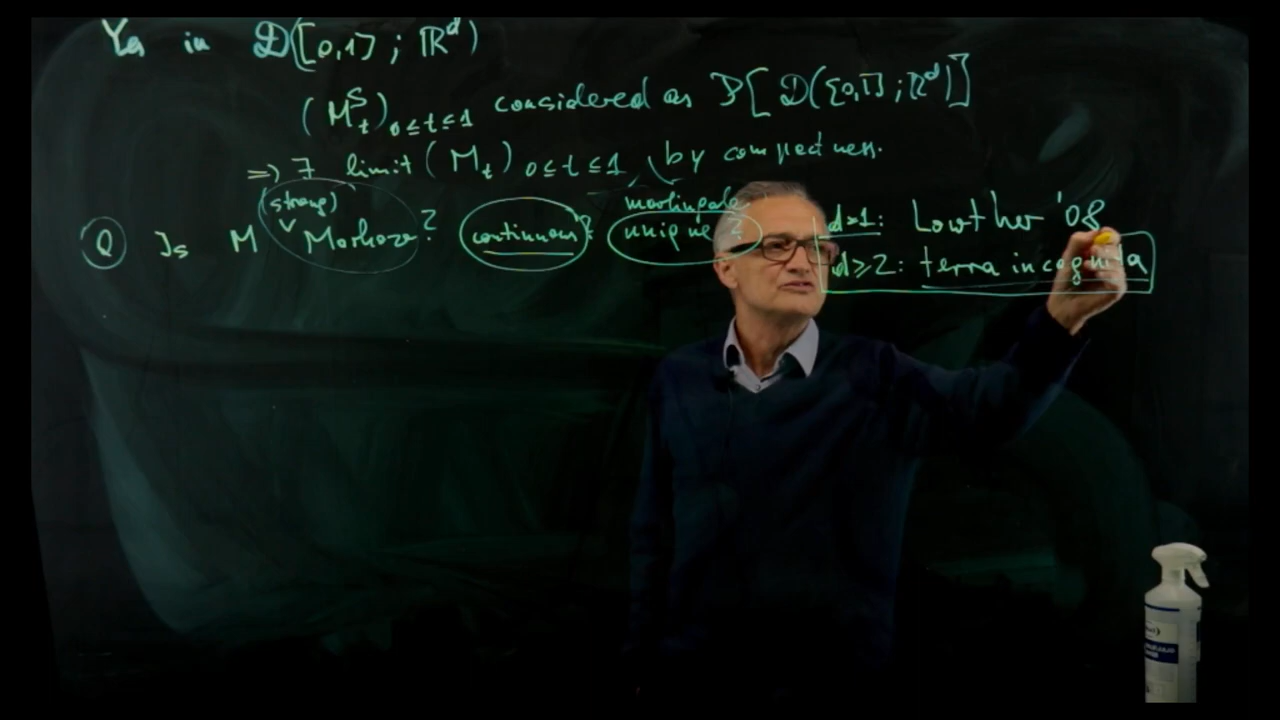 Yes in D([0,1]; ℝᵈ)
(Mₜˢ)₀≤ₜ≤₁ considered as P[D([0,1]; ℝᵈ)]
=> ∃ limit (Mₜ)₀≤ₜ≤₁, by compactness.
Q Is M (strong) Markov? continuous? martingale unique? d=1: Lowther '08
d≥2: terra incognita